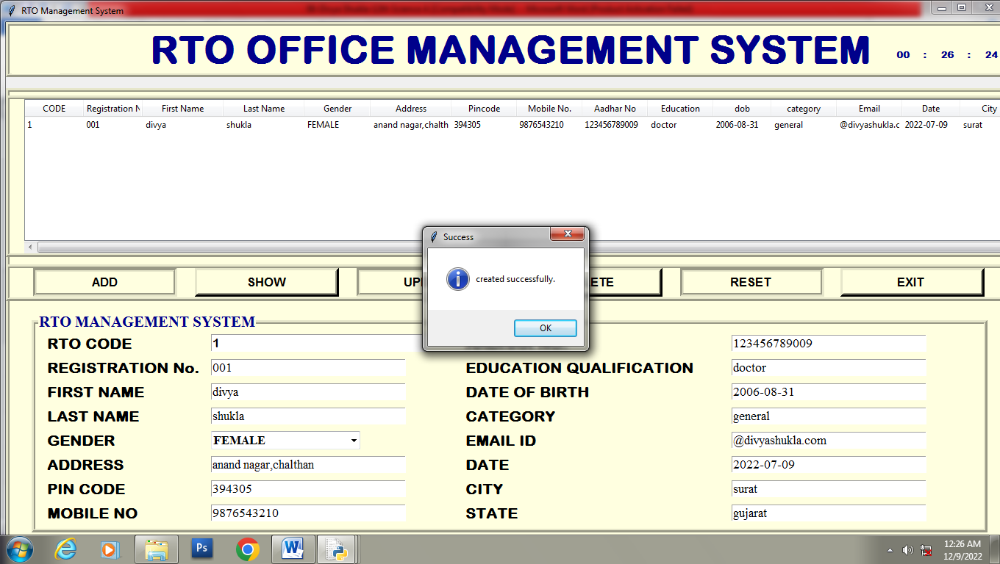 RTO Management System
RTO OFFICE MANAGEMENT SYSTEM 00 : 26 : 24
CODE Registration N First Name Last Name Gender Address Pincode Mobile No. Aadhar No Education dob category Email Date City
1 001 divya shukla FEMALE anand nagar,chalth 394305 9876543210 123456789009 doctor 2006-08-31 general @divyashukla.c 2022-07-09 surat
Success
created successfully.
OK
ADD SHOW UP ETE RESET EXIT
RTO MANAGEMENT SYSTEM
RTO CODE 1 123456789009
REGISTRATION No. 001 EDUCATION QUALIFICATION doctor
FIRST NAME divya DATE OF BIRTH 2006-08-31
LAST NAME shukla CATEGORY general
GENDER FEMALE EMAIL ID @divyashukla.com
ADDRESS anand nagar,chalthan DATE 2022-07-09
PIN CODE 394305 CITY surat
MOBILE NO 9876543210 STATE gujarat
Ps
12:26 AM
12/9/2022